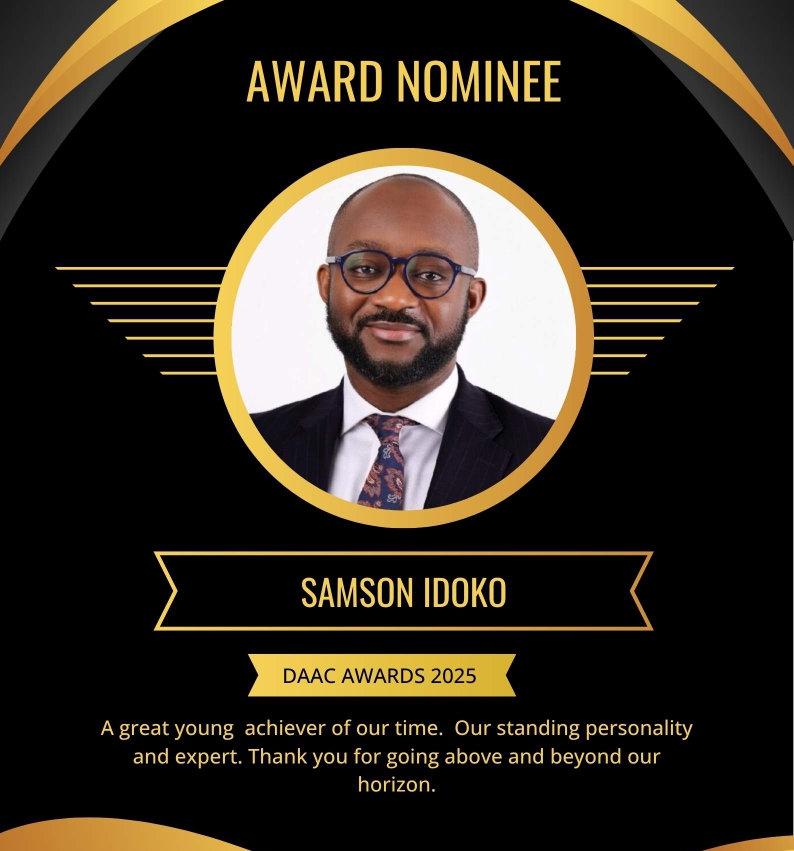 AWARD NOMINEE
SAMSON IDOKO
DAAC AWARDS 2025
A great young  achiever of our time.  Our standing personality
and expert. Thank you for going above and beyond our
horizon.